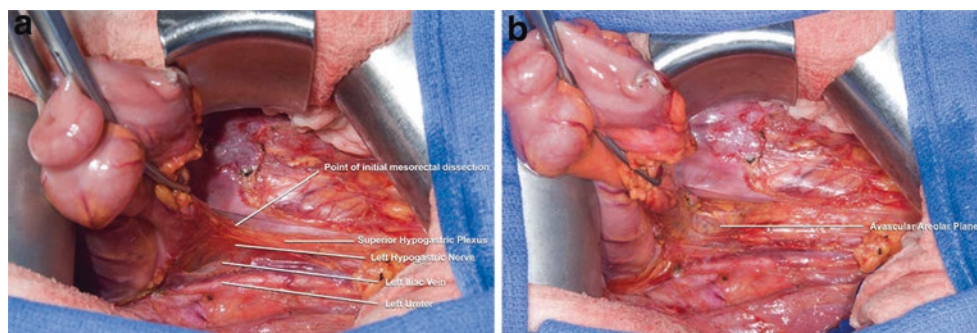 a
Point of initial mesorectal dissection
Superior Hypogastric Plexus
Left Hypogastric Nerve
Left Iliac Vein
Left Ureter
b
Avascular Areolar Plane